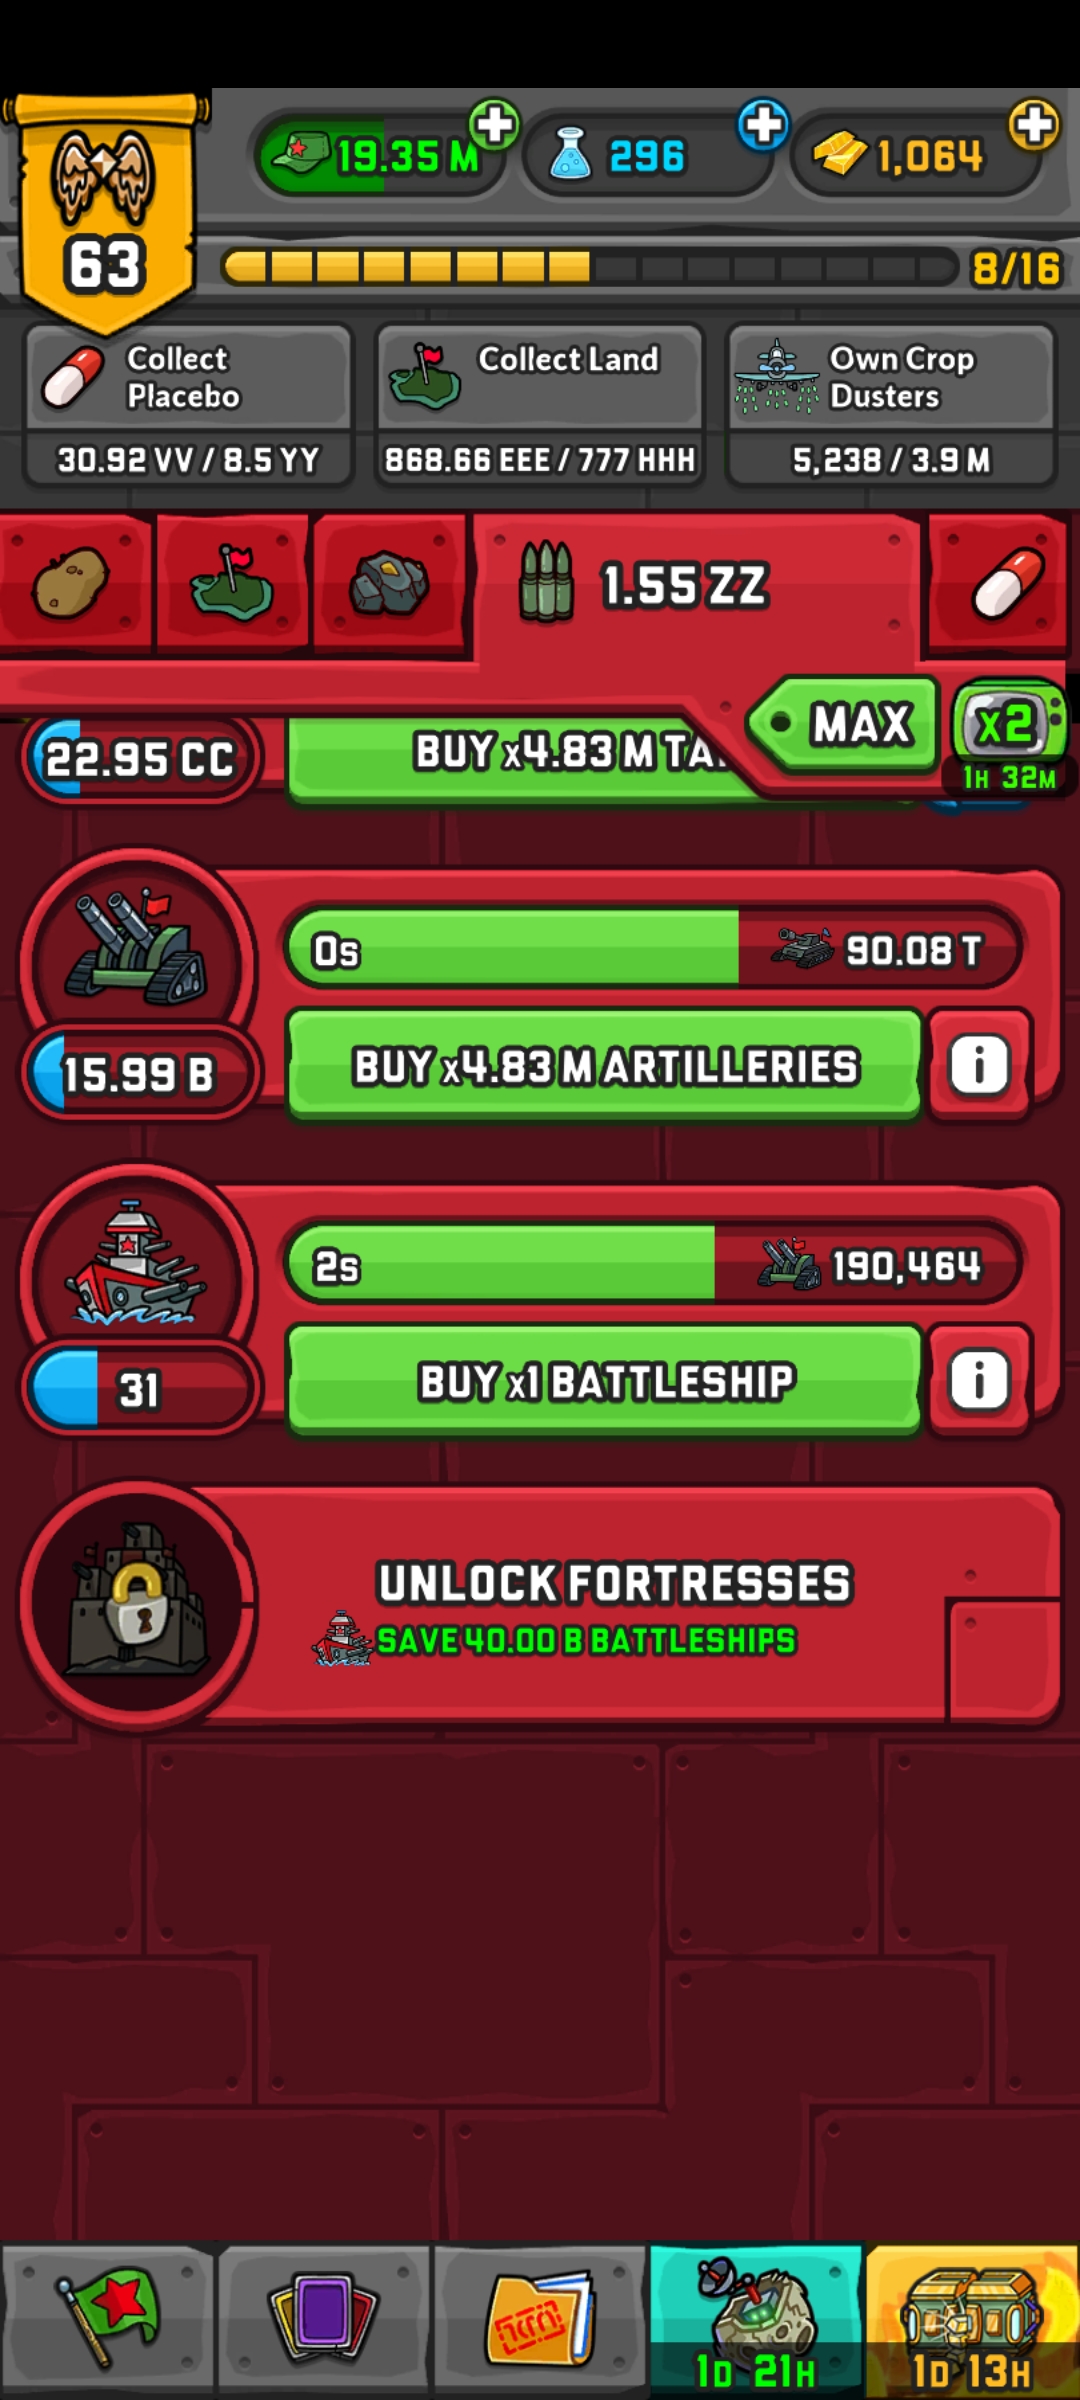 19.35 M
296
1,064
63
8/16
Collect
Placebo
30.92 VV / 8.5 YY
Collect Land
868.66 EEE / 777 HHH
Own Crop
Dusters
5,238 / 3.9 M
1.55 ZZ
MAX
X2
1H 32M
22.95 CC
BUY x4.83 M
0s
90.08 T
15.99 B
BUY x4.83 M ARTILLERIES
i
2s
190,464
31
BUY x1 BATTLESHIP
i
UNLOCK FORTRESSES
SAVE 40.00 B BATTLESHIPS
1D 21H
1D 13H